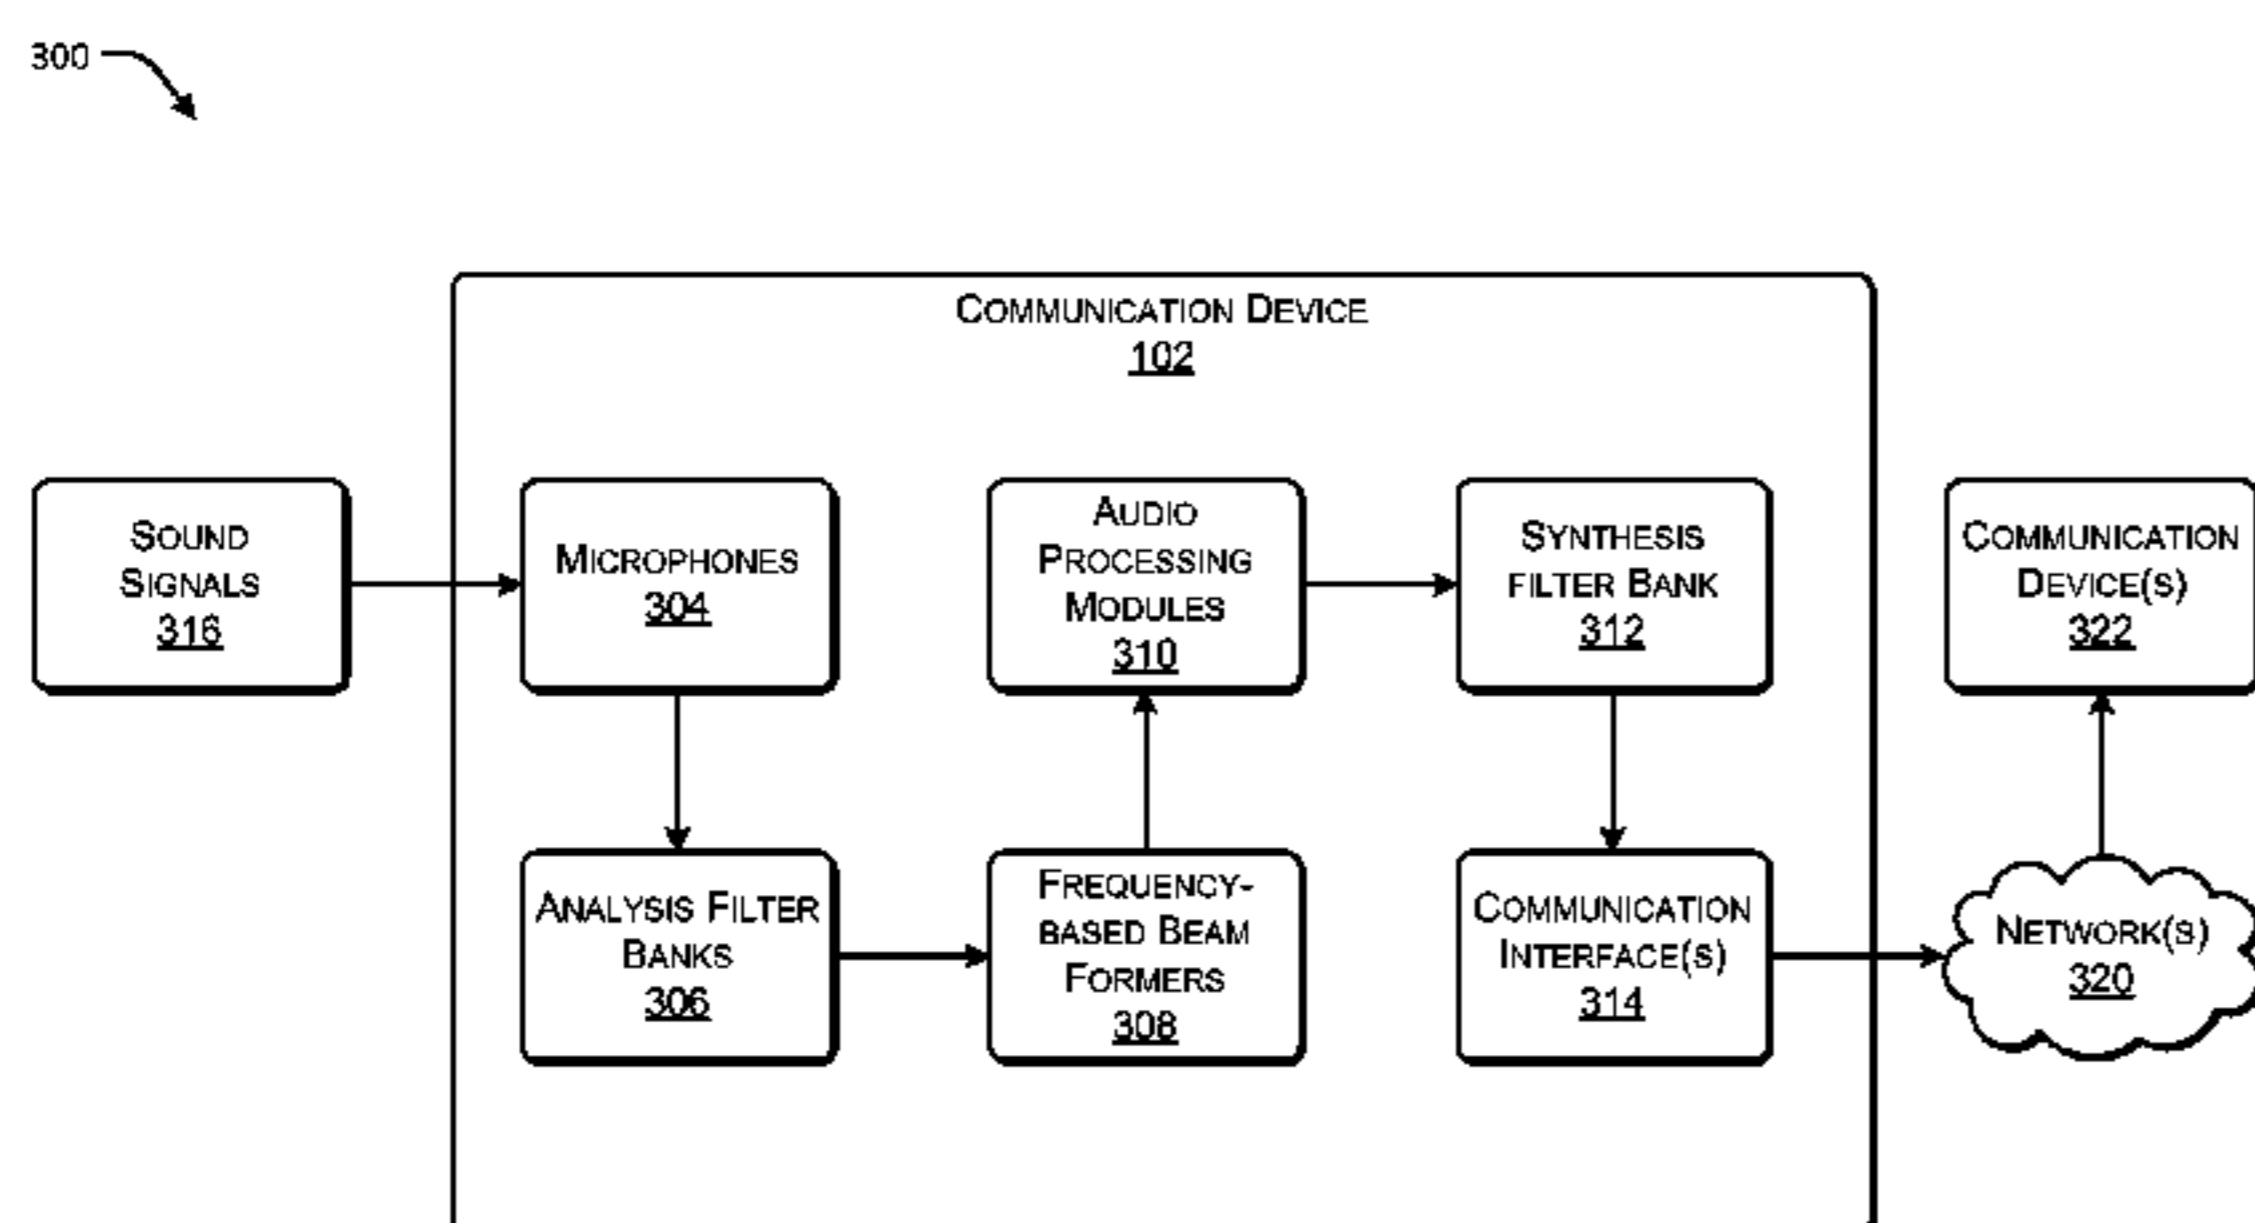 300
COMMUNICATION DEVICE
102
SOUND
SIGNALS
316
MICROPHONES
304
AUDIO
PROCESSING
MODULES
310
SYNTHESIS
FILTER BANK
312
COMMUNICATION
DEVICE(S)
322
ANALYSIS FILTER
BANKS
306
FREQUENCY-
BASED BEAM
FORMERS
308
COMMUNICATION
INTERFACE(S)
314
NETWORK(S)
320